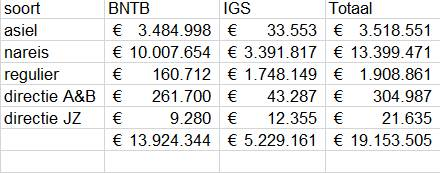 soort BNTB IGS Totaal
asiel € 3.484.998 € 33.553 € 3.518.551
nareis € 10.007.654 € 3.391.817 € 13.399.471
regulier € 160.712 € 1.748.149 € 1.908.861
directie A&B € 261.700 € 43.287 € 304.987
directie JZ € 9.280 € 12.355 € 21.635
€ 13.924.344 € 5.229.161 € 19.153.505